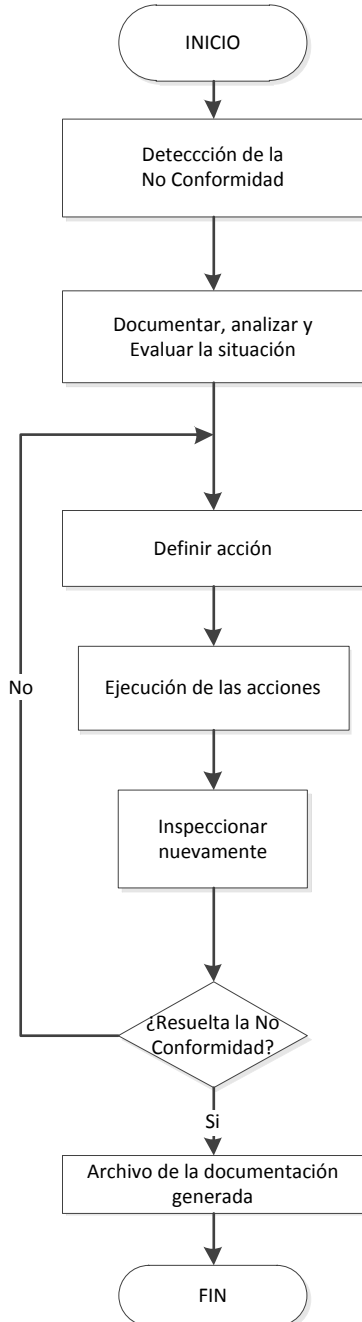 INICIO
Deteccción de la
No Conformidad
Documentar, analizar y
Evaluar la situación
Definir acción
No
Ejecución de las acciones
Inspeccionar
nuevamente
¿Resuelta la No
Conformidad?
Si
Archivo de la documentación
generada
FIN